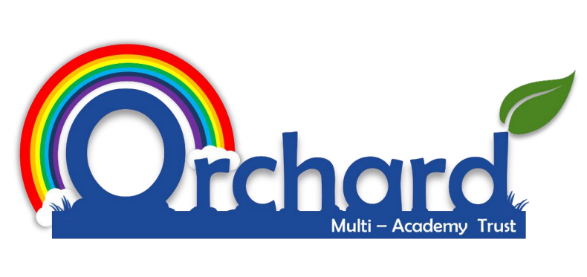 Orchard
Multi – Academy Trust